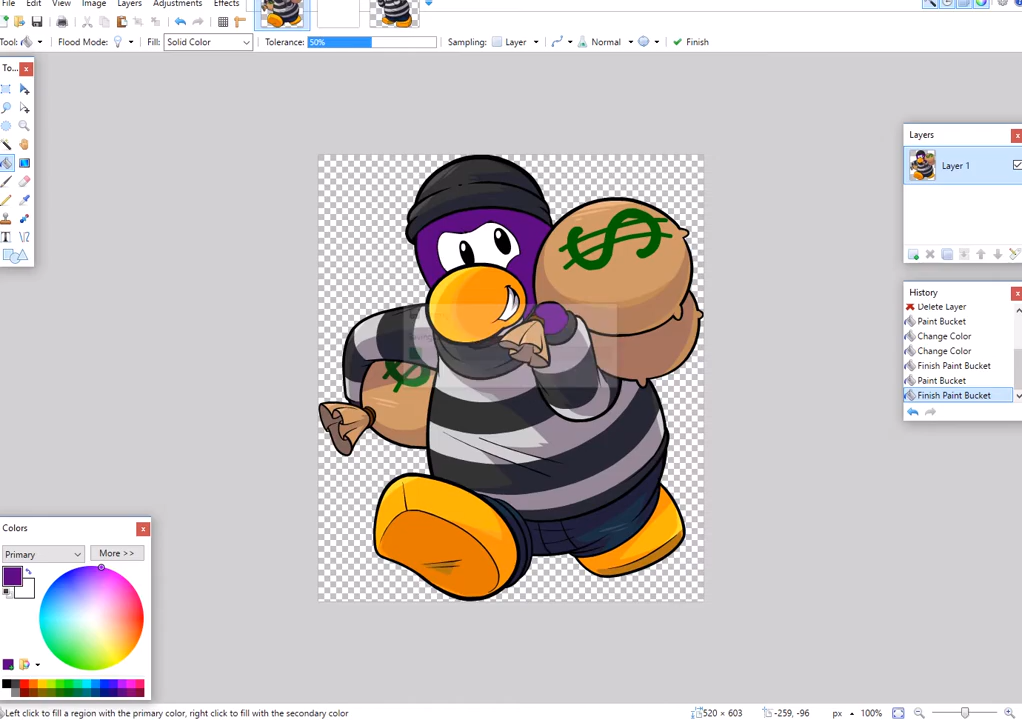 File Edit View Image Layers Adjustments Effects
Tool: Flood Mode: Fill: Solid Color Tolerance: 50% Sampling: Layer Normal Finish
To... x
Layers x
Layer 1
$
$
History x
Delete Layer
Paint Bucket
Change Color
Change Color
Finish Paint Bucket
Paint Bucket
Finish Paint Bucket
Colors x
Primary More >>
Left click to fill a region with the primary color, right click to fill with the secondary color 520 × 603 -259, -96 px 100%